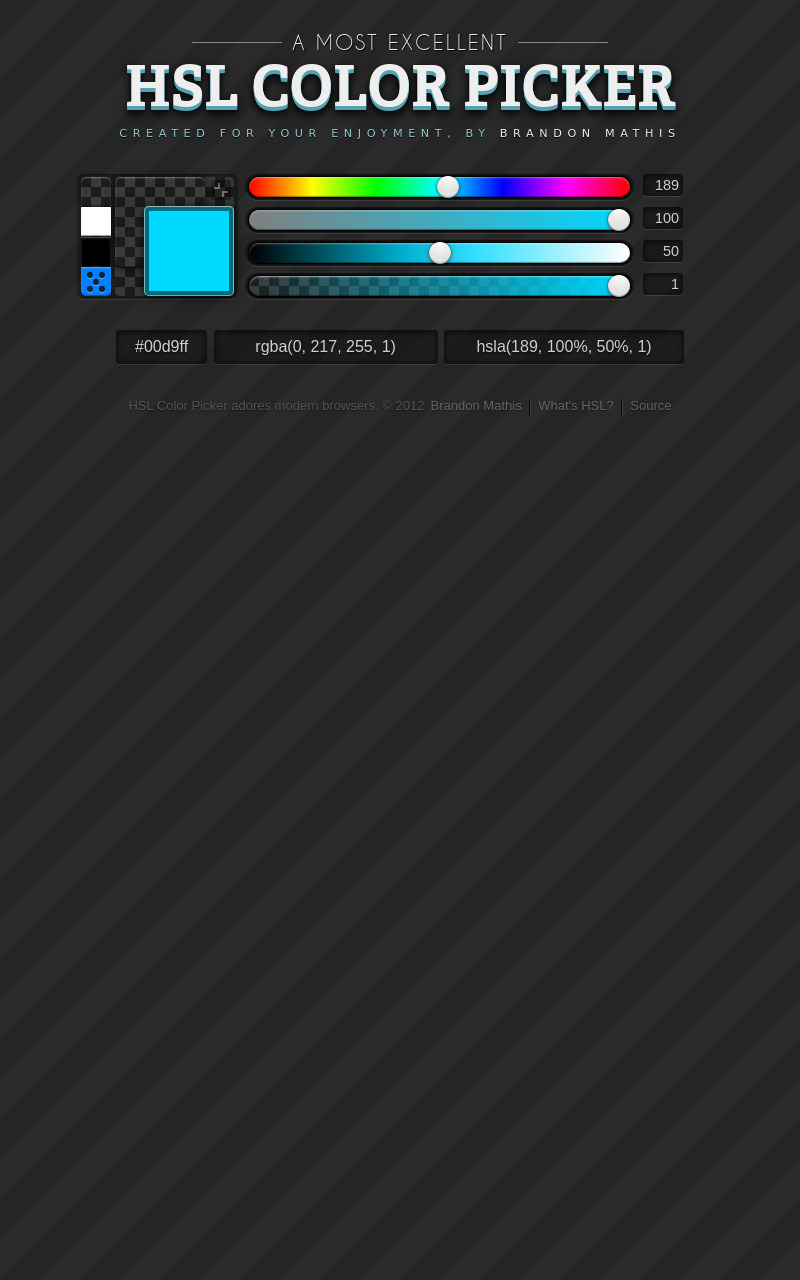 A MOST EXCELLENT
HSL COLOR PICKER
CREATED FOR YOUR ENJOYMENT, BY BRANDON MATHIS
189
100
50
1
#00d9ff rgba(0, 217, 255, 1) hsla(189, 100%, 50%, 1)
HSL Color Picker adores modern browsers. © 2012 Brandon Mathis What's HSL? Source